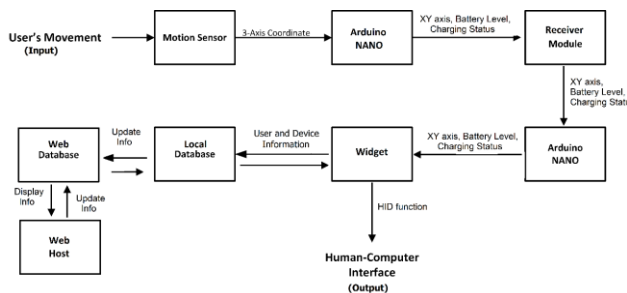 User's Movement
(Input)
Motion Sensor
3-Axis Coordinate
Arduino
NANO
XY axis, Battery Level,
Charging Status
Receiver
Module
XY axis,
Battery Level,
Charging Stat
Arduino
NANO
XY axis, Battery Level,
Charging Status
Widget
User and Device
Information
Local
Database
Update
Info
Web
Database
Display
Info
Update
Info
Web
Host
HID function
Human-Computer
Interface
(Output)